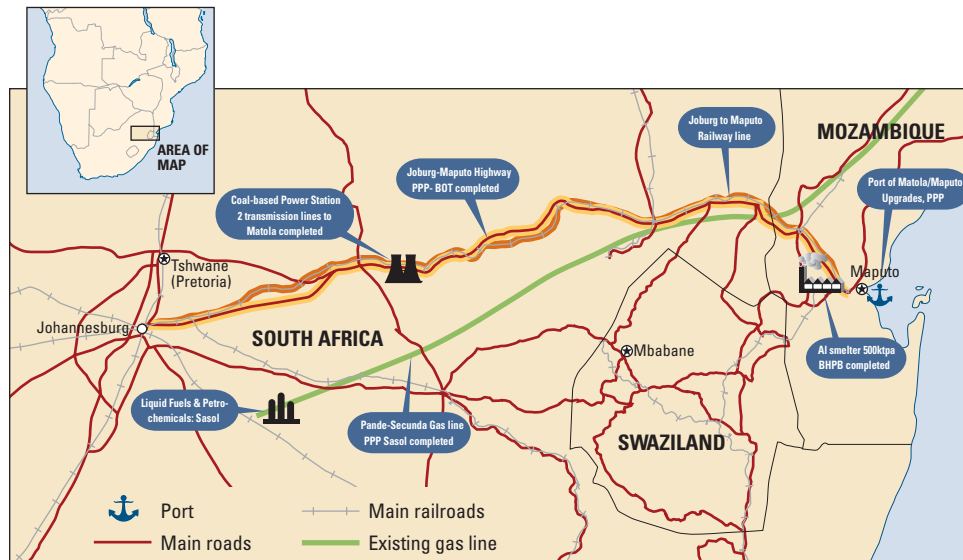 AREA OF
MAP
MOZAMBIQUE
Joburg to Maputo
Railway line
Joburg-Maputo Highway
PPP- BOT completed
Port of Matola/Maputo
Upgrades, PPP
Coal-based Power Station
2 transmission lines to
Matola completed
Tshwane
(Pretoria)
Maputo
Johannesburg
SOUTH AFRICA
Mbabane
Al smelter 500ktpa
BHPB completed
Liquid Fuels & Petro-
chemicals: Sasol
Pande-Secunda Gas line
PPP Sasol completed
SWAZILAND
Port
Main railroads
Main roads
Existing gas line